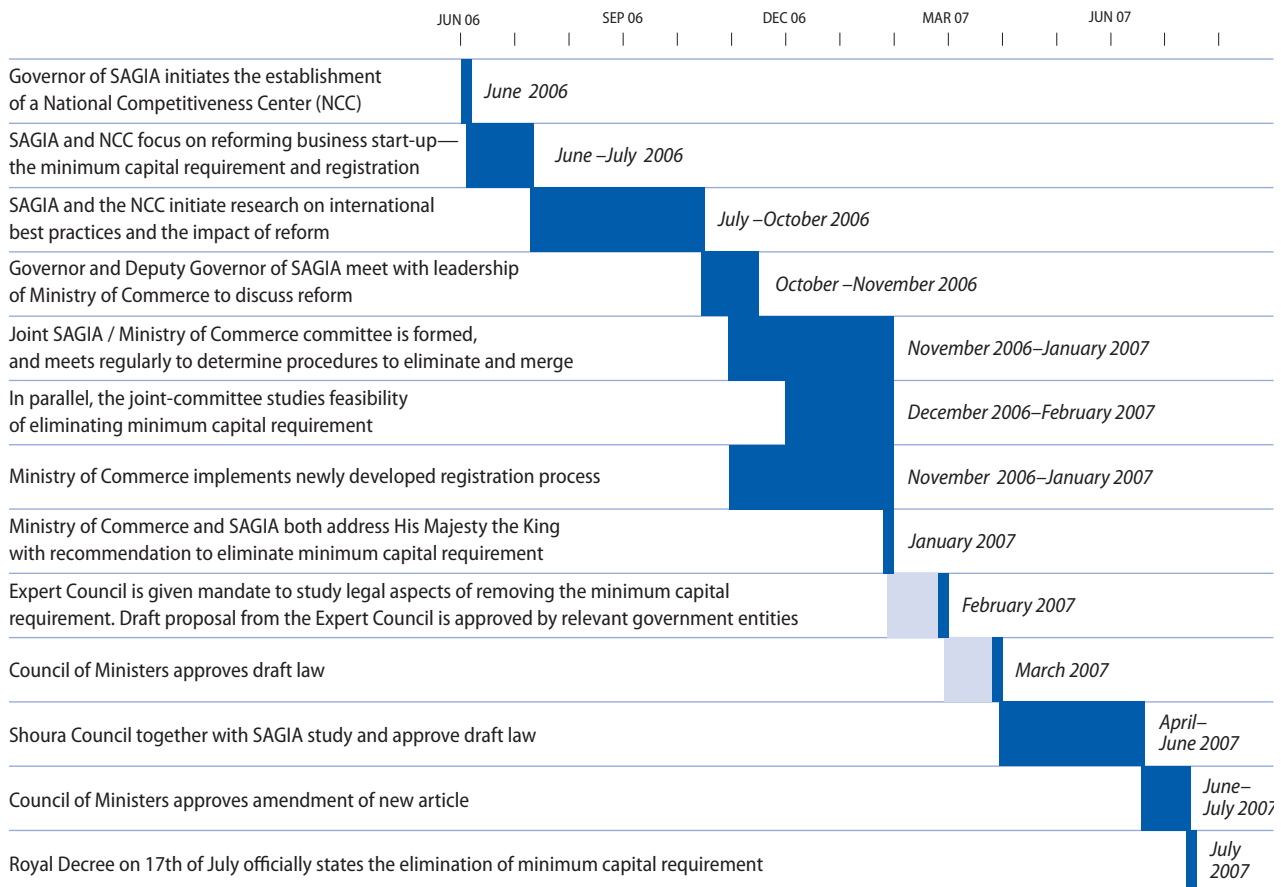 JUN 06 SEP 06 DEC 06 MAR 07 JUN 07
Governor of SAGIA initiates the establishment
of a National Competitiveness Center (NCC)
June 2006
SAGIA and NCC focus on reforming business start-up—
the minimum capital requirement and registration
June –July 2006
SAGIA and the NCC initiate research on international
best practices and the impact of reform
July –October 2006
Governor and Deputy Governor of SAGIA meet with leadership
of Ministry of Commerce to discuss reform
October –November 2006
Joint SAGIA / Ministry of Commerce committee is formed,
and meets regularly to determine procedures to eliminate and merge
November 2006–January 2007
In parallel, the joint-committee studies feasibility
of eliminating minimum capital requirement
December 2006–February 2007
Ministry of Commerce implements newly developed registration process
November 2006–January 2007
Ministry of Commerce and SAGIA both address His Majesty the King
with recommendation to eliminate minimum capital requirement
January 2007
Expert Council is given mandate to study legal aspects of removing the minimum capital
requirement. Draft proposal from the Expert Council is approved by relevant government entities
February 2007
Council of Ministers approves draft law
March 2007
Shoura Council together with SAGIA study and approve draft law
April–
June 2007
Council of Ministers approves amendment of new article
June–
July 2007
Royal Decree on 17th of July officially states the elimination of minimum capital requirement
July
2007